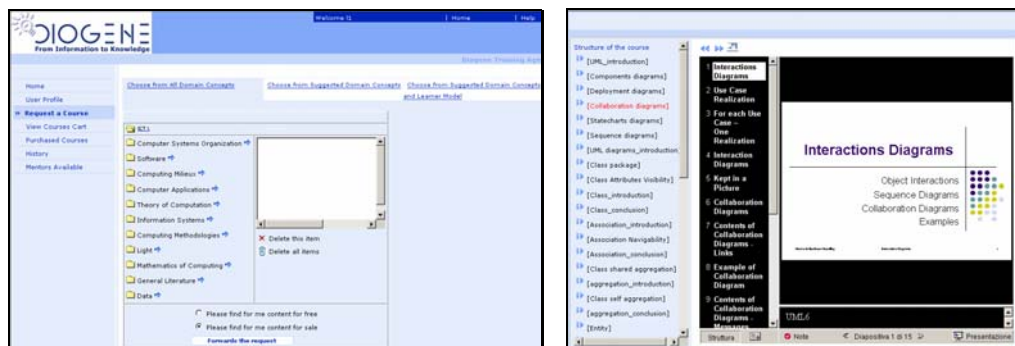 Welcome
| Home
| Help
DIOGENE
From Information to Knowledge
Home
User Profile
Request a Course
View Courses Cart
Purchased Courses
History
Mentors Available
Choose from All Domain Concepts
Choose from Suggested Domain Concepts
Choose from Suggested Domain Concepts
and Learner Model
Computer Systems Organization
Software
Computing Milieux
Computer Applications
Theory of Computation
Information Systems
Computing Methodologies
Light
Mathematics of Computing
General Literature
Data
Delete this item
Delete all items
Please find for me content for free
Please find for me content for sale
Forwards the request
Structure of the course
[UML_introduction]
[Components diagrams]
[Deployment diagrams]
[Collaboration diagrams]
[Statecharts diagrams]
[Sequence diagrams]
[UML diagrams_introduction
[Class package]
[Class Attributes Visibility]
[Class_introduction]
[Class_conclusion]
[Association_introduction]
[Association Navigability]
[Association_conclusion]
[Class shared aggregation]
[aggregation_introduction]
[Class self aggregation]
[aggregation_conclusion]
[Entity]
1 Interactions
Diagrams
2 Use Case
Realization
3 For each Use
Case –
One
Realization
4 Interaction
Diagrams
5 Kept in a
Picture
6 Collaboration
Diagrams
7 Contents of
Collaboration
Diagrams -
Links
8 Example of
Collaboration
Diagram
9 Contents of
Collaboration
Diagrams -
Messages
Interactions Diagrams
Object Interactions
Sequence Diagrams
Collaboration Diagrams
Examples
UML6
Struttura
Note
Diapositiva 1 di 15
Presentazione